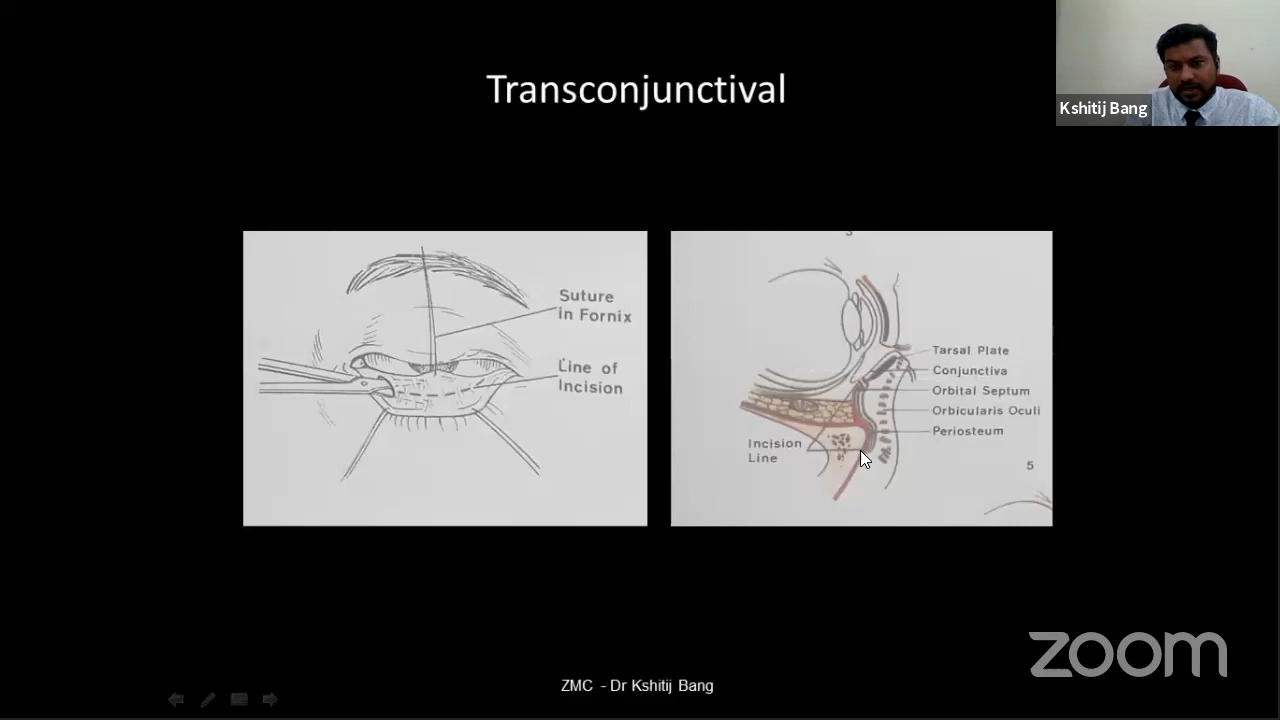 Transconjunctival
Kshitij Bang
Suture
in Fornix
Line of
Incision
3
Tarsal Plate
Conjunctiva
Orbital Septum
Orbicularis Oculi
Periosteum
Incision
Line
5
zoom
ZMC - Dr Kshitij Bang